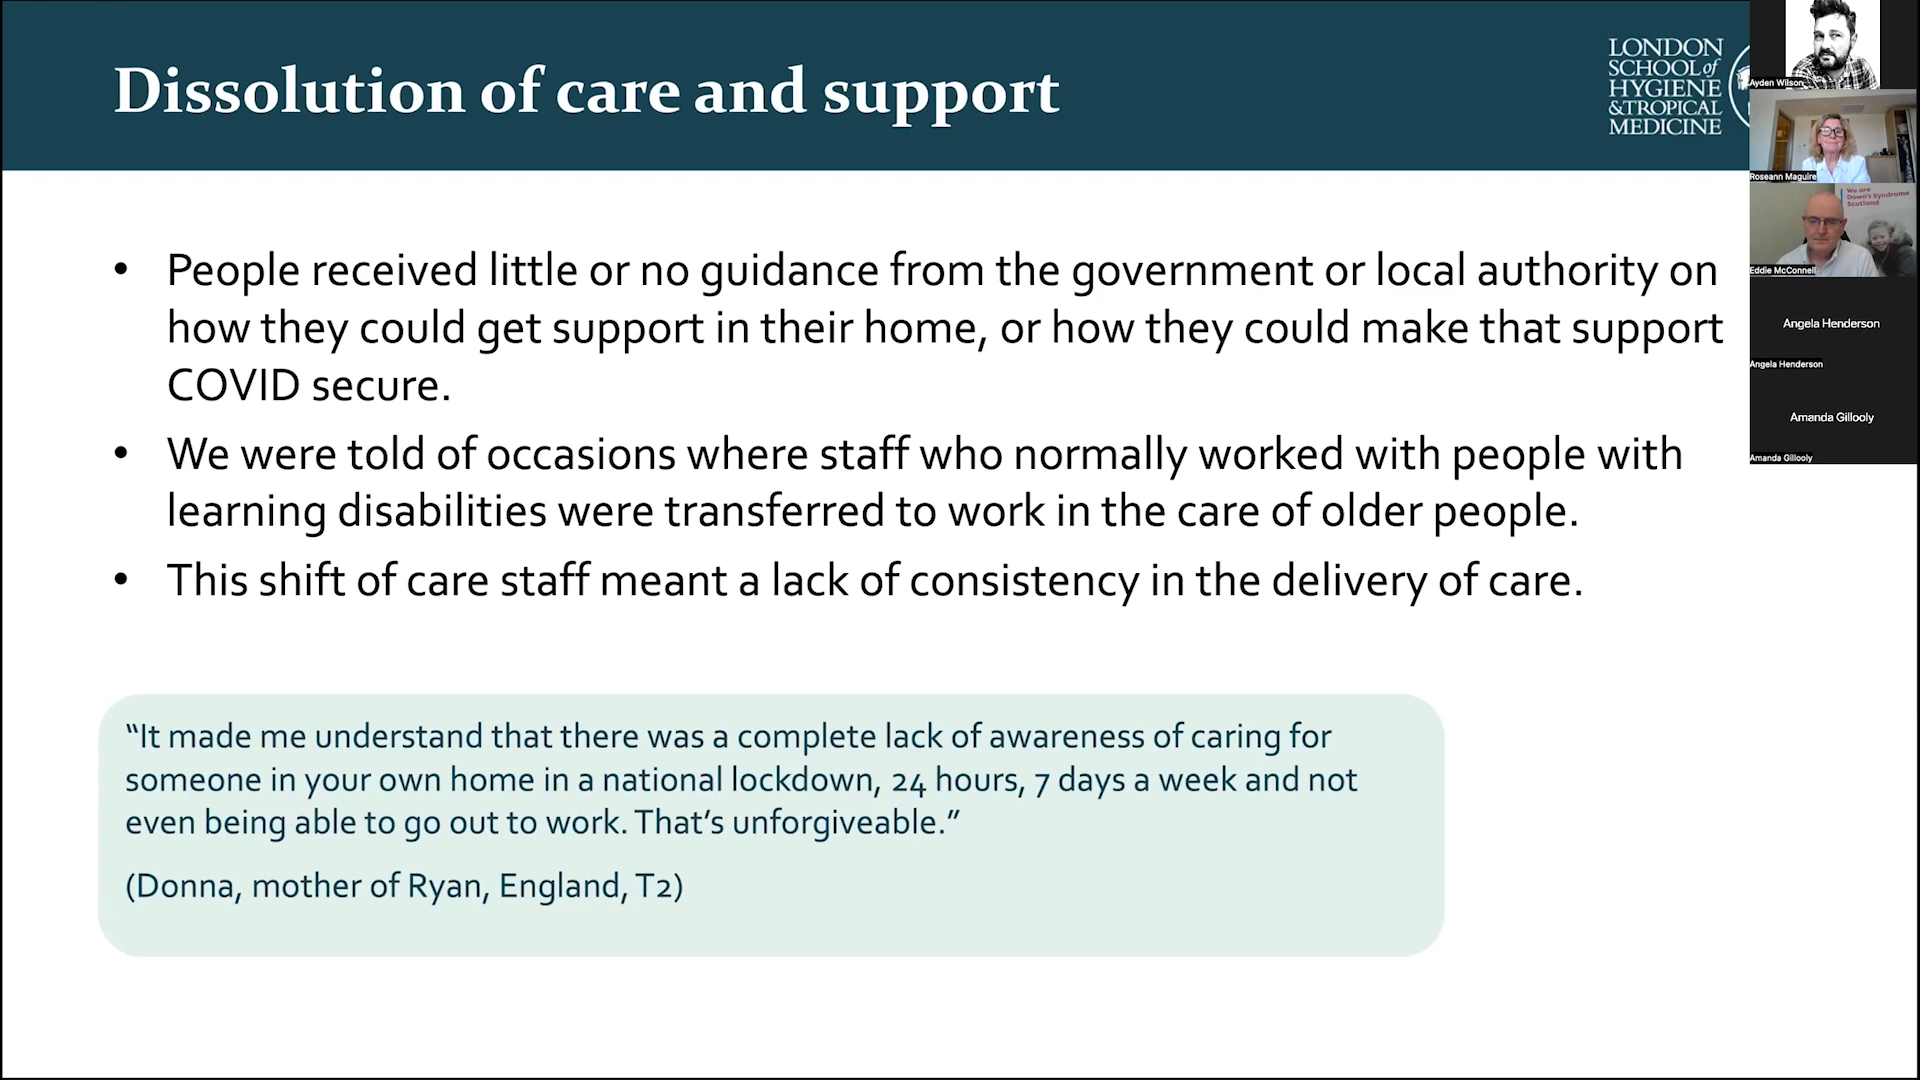 Dissolution of care and support
LONDON
SCHOOL of
HYGIENE
& TROPICAL
MEDICINE
• People received little or no guidance from the government or local authority on
how they could get support in their home, or how they could make that support
COVID secure.
• We were told of occasions where staff who normally worked with people with
learning disabilities were transferred to work in the care of older people.
• This shift of care staff meant a lack of consistency in the delivery of care.
“It made me understand that there was a complete lack of awareness of caring for
someone in your own home in a national lockdown, 24 hours, 7 days a week and not
even being able to go out to work. That’s unforgiveable.”
(Donna, mother of Ryan, England, T2)
Ayden Wilson
Roseann Maguire
We are
Down's Syndrome
Scotland
Eddie McConnell
Angela Henderson
Angela Henderson
Amanda Gillooly
Amanda Gillooly